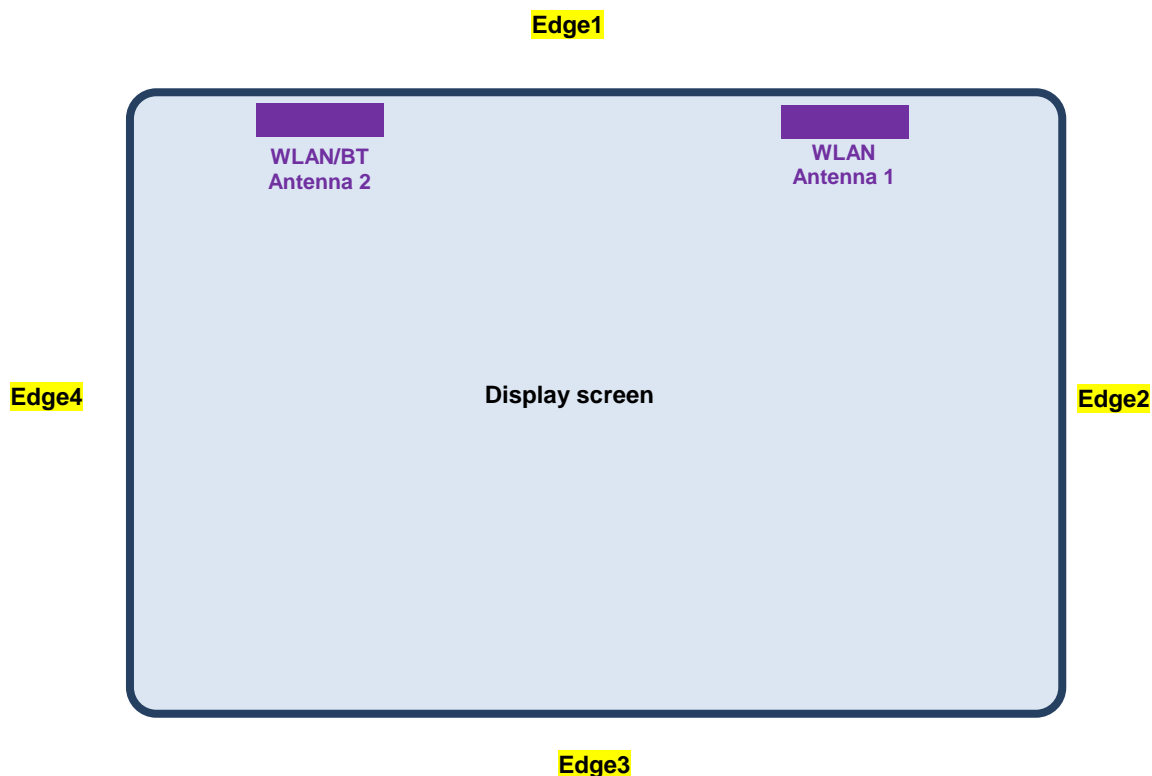 Edge1
WLAN/BT
Antenna 2
WLAN
Antenna 1
Edge4
Display screen
Edge2
Edge3